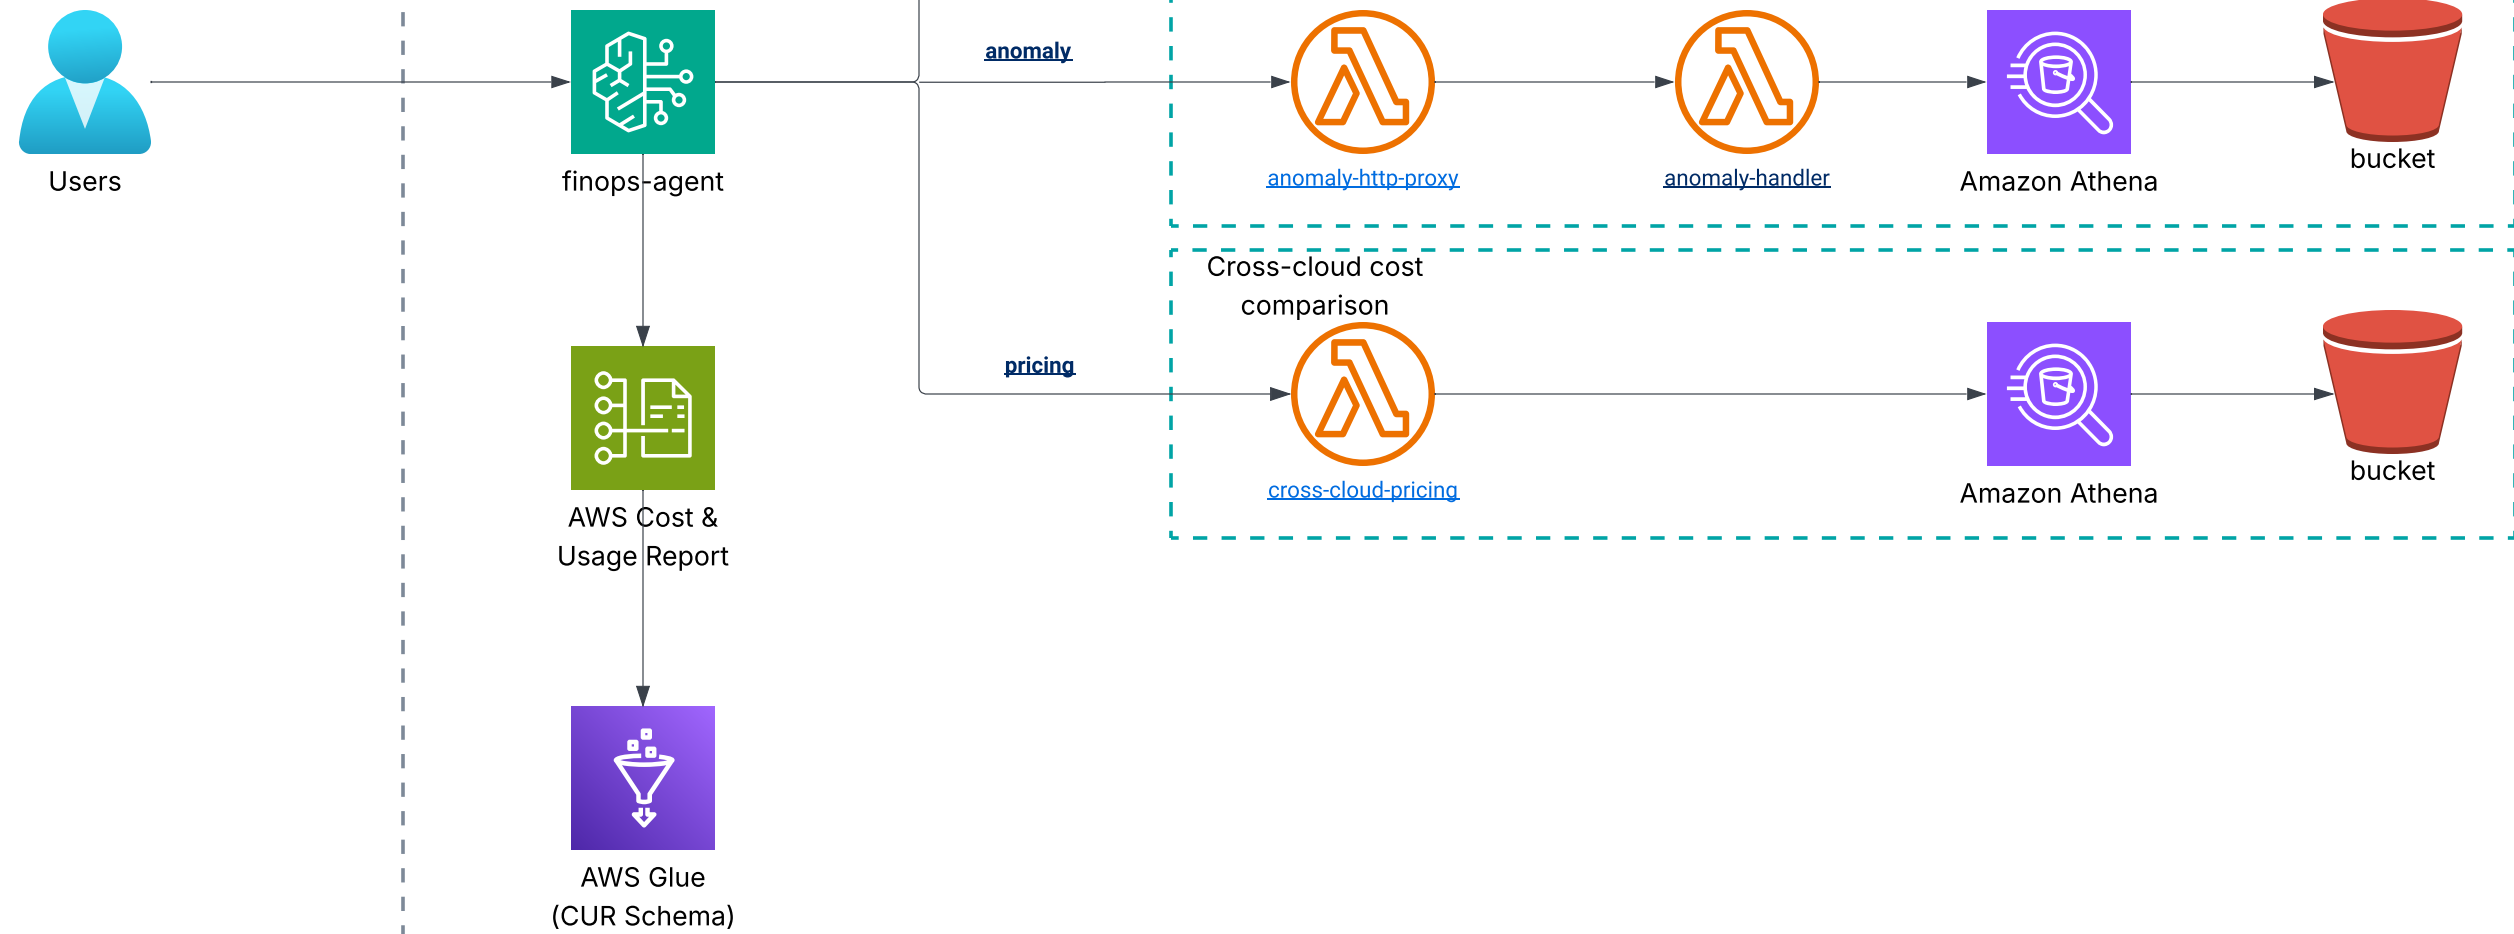 anomaly
Users
finops-agent
anomaly-http-proxy
anomaly-handler
Amazon Athena
bucket
Cross-cloud cost
comparison
pricing
cross-cloud-pricing
Amazon Athena
bucket
AWS Cost &
Usage Report
AWS Glue
(CUR Schema)